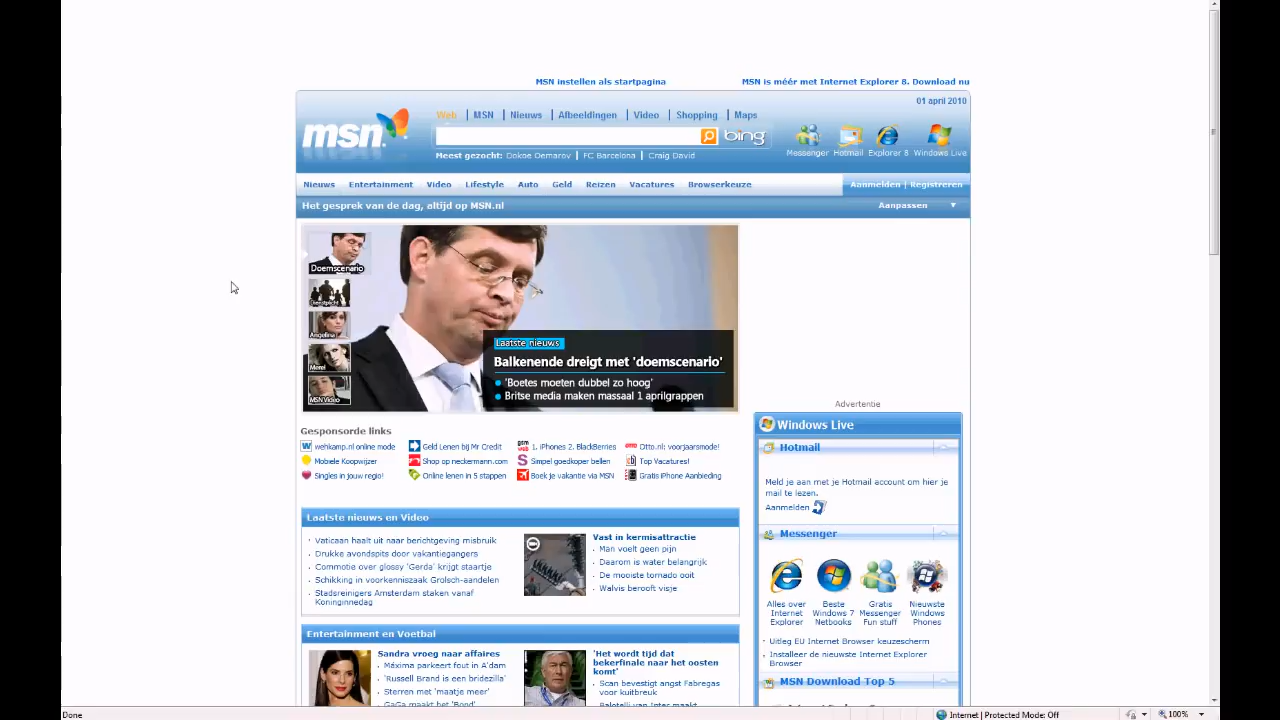 MSN instellen als startpagina
MSN is méér met Internet Explorer 8. Download nu
01 april 2010
msn
Web | MSN | Nieuws | Afbeeldingen | Video | Shopping | Maps
bing
Meest gezocht: Dokoe Oemarov | FC Barcelona | Craig David
Messenger Hotmail Explorer 8 Windows Live
Nieuws Entertainment Video Lifestyle Auto Geld Reizen Vacatures Browserkeuze
Aanmelden | Registreren
Het gesprek van de dag, altijd op MSN.nl
Aanpassen
Doemscenario
Dienstplicht
Angelina
Merel
MSN Video
Laatste nieuws
Balkenende dreigt met 'doemscenario'
'Boetes moeten dubbel zo hoog'
Britse media maken massaal 1 aprilgrappen
Gesponsorde links
wehkamp.nl online mode
Geld Lenen bij Mr Credit
1. iPhones 2. BlackBerries
Otto.nl: voorjaarsmode!
Mobiele Koopwijzer
Shop op neckermann.com
Simpel goedkoper bellen
Top Vacatures!
Singles in jouw regio!
Online lenen in 5 stappen
Boek je vakantie via MSN
Gratis iPhone Aanbieding
Laatste nieuws en Video
Vaticaan haalt uit naar berichtgeving misbruik
Drukke avondspits door vakantiegangers
Commotie over glossy 'Gerda' krijgt staartje
Schikking in voorkenniszaak Grolsch-aandelen
Stadsreinigers Amsterdam staken vanaf
Koninginnedag
Vast in kermisattractie
Man voelt geen pijn
Daarom is water belangrijk
De mooiste tornado ooit
Walvis berooft visje
Entertainment en Voetbal
Sandra vroeg naar affaires
Máxima parkeert fout in A'dam
'Russell Brand is een bridezilla'
Sterren met 'maatje meer'
GaGa maakt het 'Bond'
'Het wordt tijd dat
bekerfinale naar het oosten
komt'
Scan bevestigt angst Fabregas
voor kuitbreuk
Balotelli van Inter maakt
Advertentie
Windows Live
Hotmail
Meld je aan met je Hotmail account om hier je
mail te lezen.
Aanmelden
Messenger
Alles over
Internet
Explorer
Beste
Windows 7
Netbooks
Gratis
Messenger
Fun stuff
Nieuwste
Windows
Phones
Uitleg EU Internet Browser keuzescherm
Installeer de nieuwste Internet Explorer
Browser
MSN Download Top 5
Done
Internet | Protected Mode: Off
100%